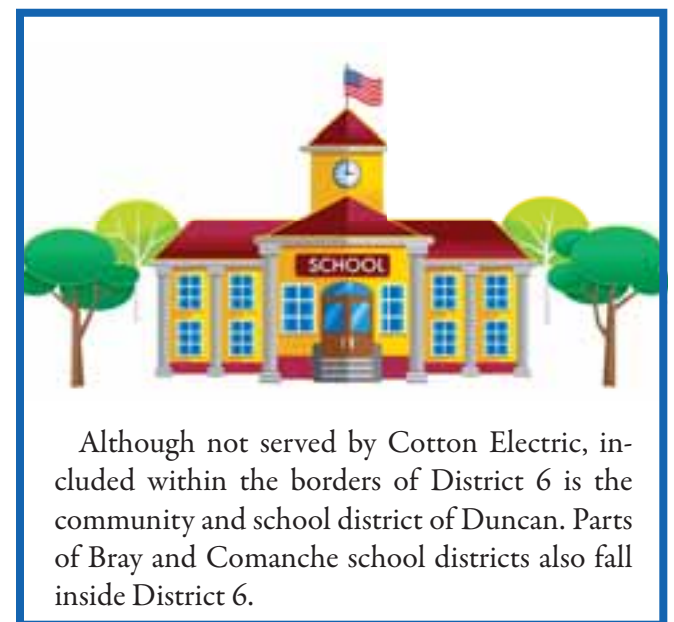 SCHOOL
Although not served by Cotton Electric, in-
cluded within the borders of District 6 is the
community and school district of Duncan. Parts
of Bray and Comanche school districts also fall
inside District 6.